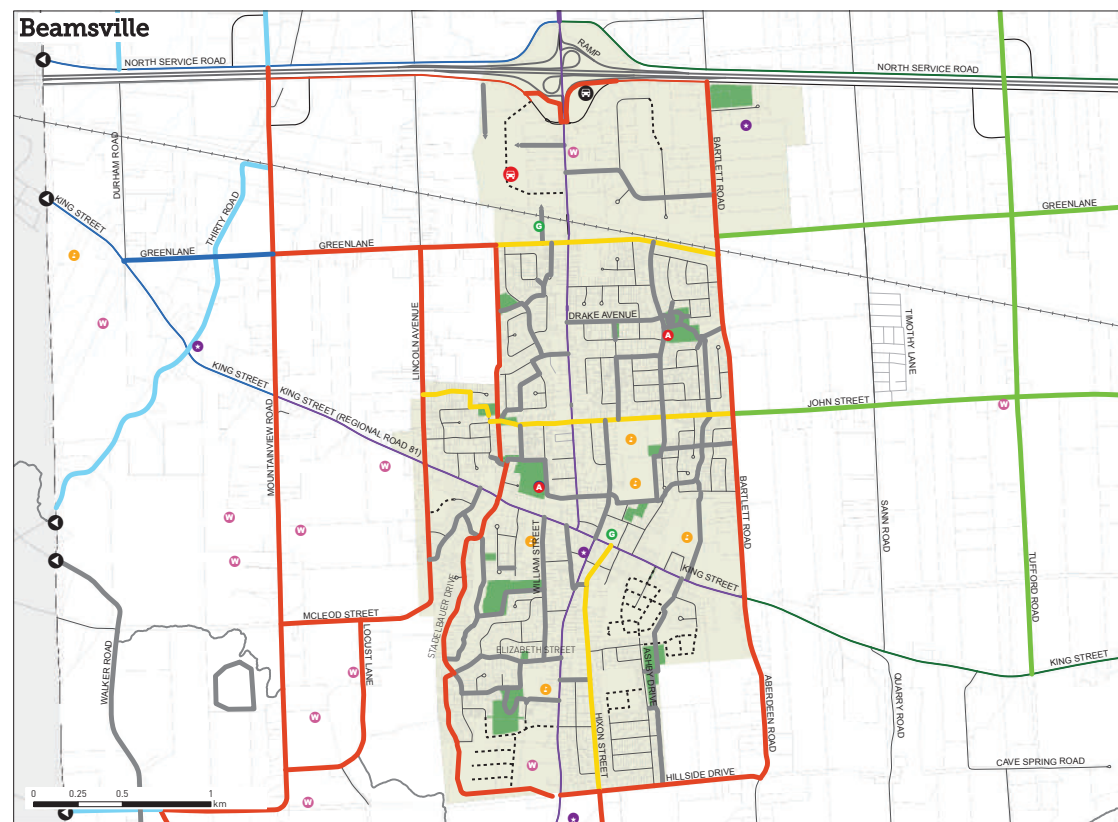 Beamsville
RAMP
NORTH SERVICE ROAD
NORTH SERVICE ROAD
W
DURHAM ROAD
BARTLETT ROAD
KING STREET
THIRTY ROAD
GREENLANE
G
GREENLANE
GREENLANE
W
DRAKE AVENUE
A
TIMOTHY LANE
LINCOLN AVENUE
KING STREET
KING STREET (REGIONAL ROAD 81)
JOHN STREET
W
MOUNTAINVIEW ROAD
W
A
BARTLETT ROAD
SANN ROAD
W
W
W
G
WILLIAM STREET
KING STREET
TUFFORD ROAD
MCLEOD STREET
STADELBAUER DRIVE
LOCUST LANE
ELIZABETH STREET
ASHBY DRIVE
KING STREET
WALKER ROAD
W
ABERDEEN ROAD
QUARRY ROAD
W
HIXON STREET
W
HILLSIDE DRIVE
CAVE SPRING ROAD
0 0.25 0.5 1
km
W